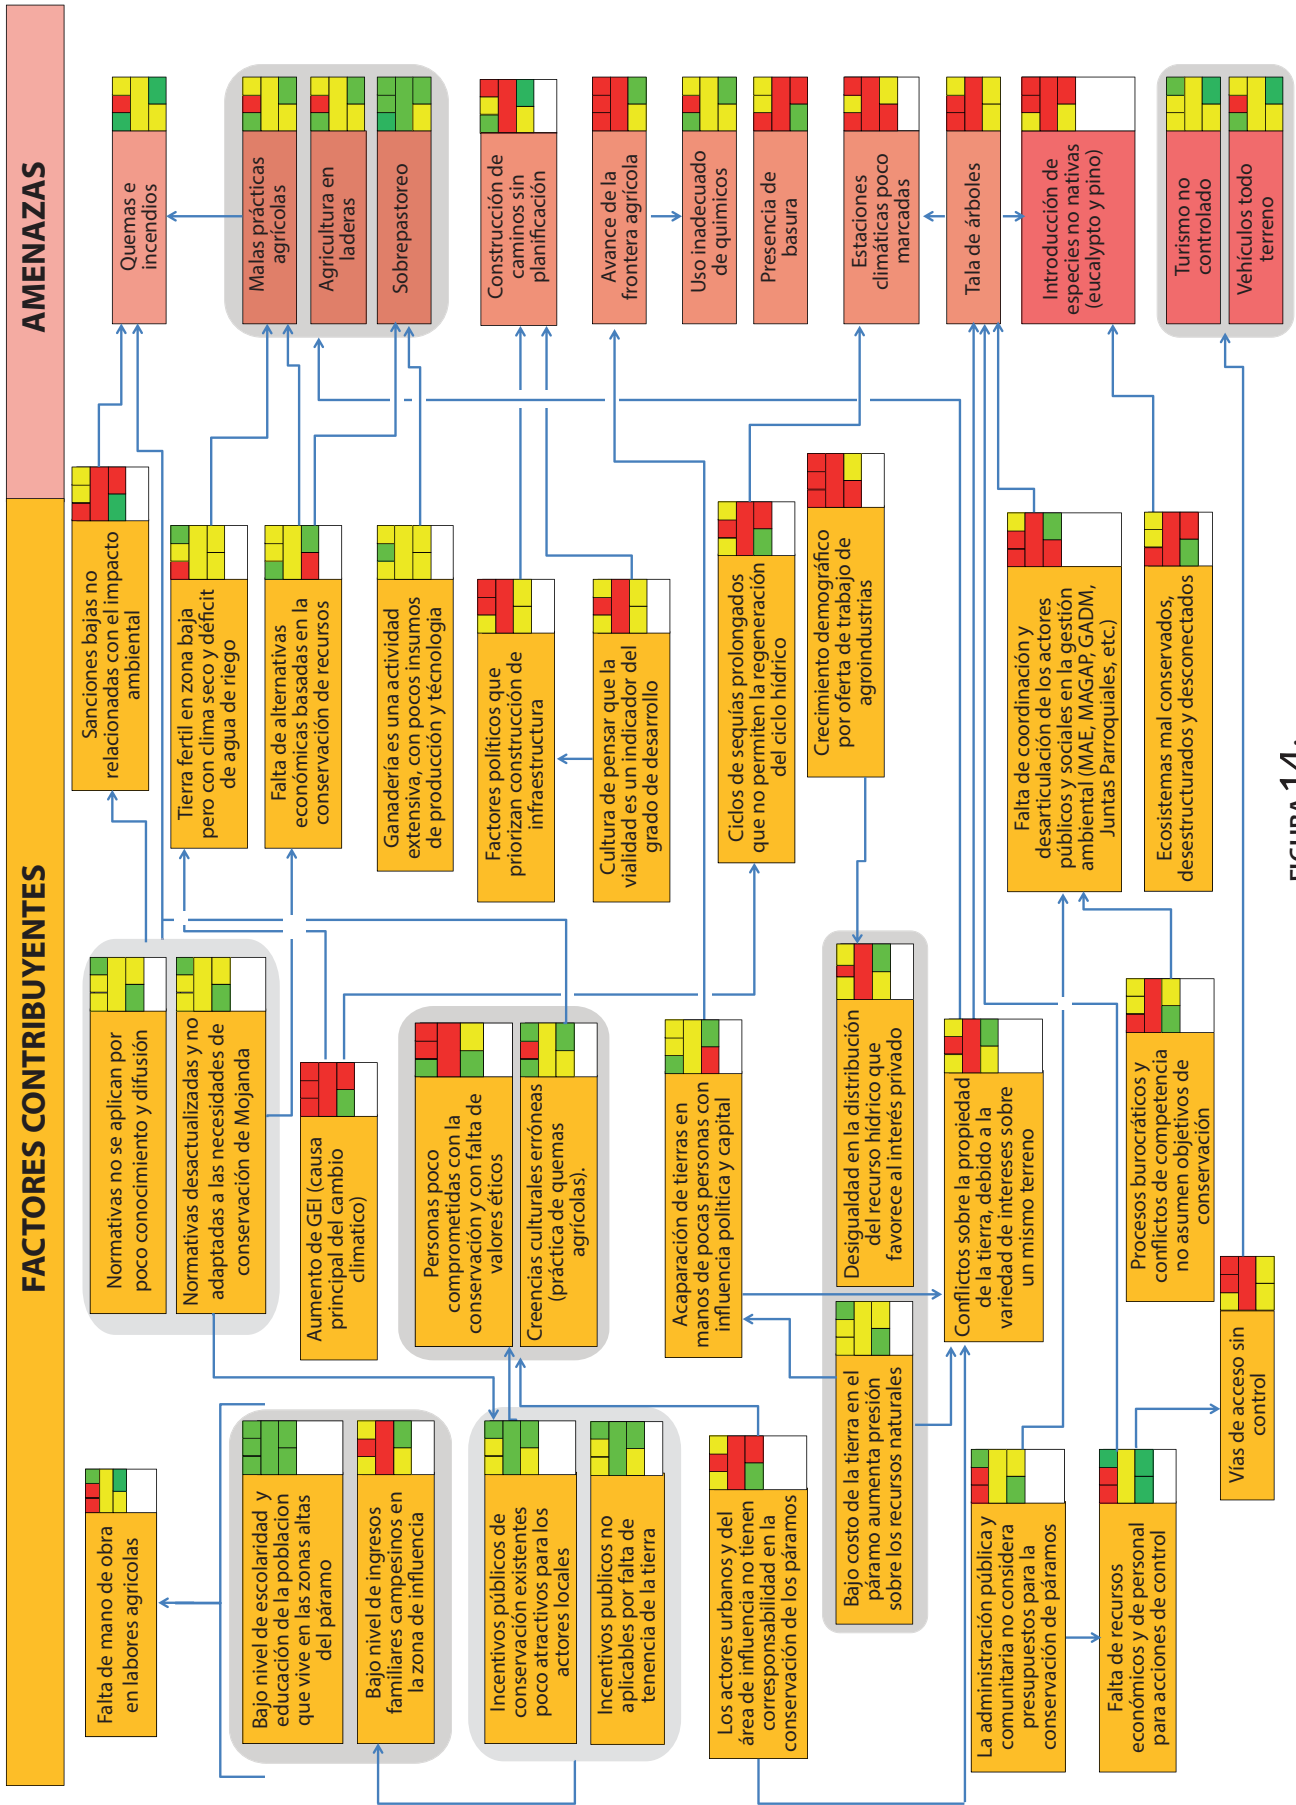 FACTORES CONTRIBUYENTES
AMENAZAS
Falta de mano de obra
en labores agricolas
Bajo nivel de escolaridad y
educación de la poblacion
que vive en las zonas altas
del páramo
Bajo nivel de ingresos
familiares campesinos en
la zona de influencia
Incentivos públicos de
conservación existentes
poco atractivos para los
actores locales
Incentivos publicos no
aplicables por falta de
tenencia de la tierra
Los actores urbanos y del
área de influencia no tienen
corresponsabilidad en la
conservación de los páramos
Bajo costo de la tierra en el
páramo aumenta presión
sobre los recursos naturales
La administración pública y
comunitaria no considera
presupuestos para la
conservación de páramos
Falta de recursos
económicos y de personal
para acciones de control
Vías de acceso sin
control
Normativas no se aplican por
poco conocimiento y difusión
Normativas desactualizadas y no
adaptadas a las necesidades de
conservación de Mojanda
Aumento de GEI (causa
principal del cambio
climatico)
Personas poco
comprometidas con la
conservación y con falta de
valores éticos
Creencias culturales erróneas
(práctica de quemas
agrícolas).
Acaparación de tierras en
manos de pocas personas con
influencia política y capital
Desigualdad en la distribución
del recurso hídrico que
favorece al interés privado
Conflictos sobre la propiedad
de la tierra, debido a la
variedad de intereses sobre
un mismo terreno
Procesos burocráticos y
conflictos de competencia
no asumen objetivos de
conservación
Sanciones bajas no
relacionadas con el impacto
ambiental
Tierra fertil en zona baja
pero con clima seco y déficit
de agua de riego
Falta de alternativas
económicas basadas en la
conservación de recursos
Ganadería es una actividad
extensiva, con pocos insumos
de producción y técnologia
Factores políticos que
priorizan construcción de
infraestructura
Cultura de pensar que la
vialidad es un indicador del
grado de desarrollo
Ciclos de sequías prolongados
que no permiten la regeneración
del ciclo hídrico
Crecimiento demográfico
por oferta de trabajo de
agroindustrias
Falta de coordinación y
desarticulación de los actores
públicos y sociales en la gestión
ambiental (MAE, MAGAP, GADM,
Juntas Parroquiales, etc.)
Ecosistemas mal conservados,
desestructurados y desconectados
Quemas e
incendios
Malas prácticas
agrícolas
Agricultura en
laderas
Sobrepastoreo
Construcción de
caminos sin
planificación
Avance de la
frontera agrícola
Uso inadecuado
de quimicos
Presencia de
basura
Estaciones
climáticas poco
marcadas
Tala de árboles
Introducción de
especies no nativas
(eucalypto y pino)
Turismo no
controlado
Vehículos todo
terreno
FIGURA 14.